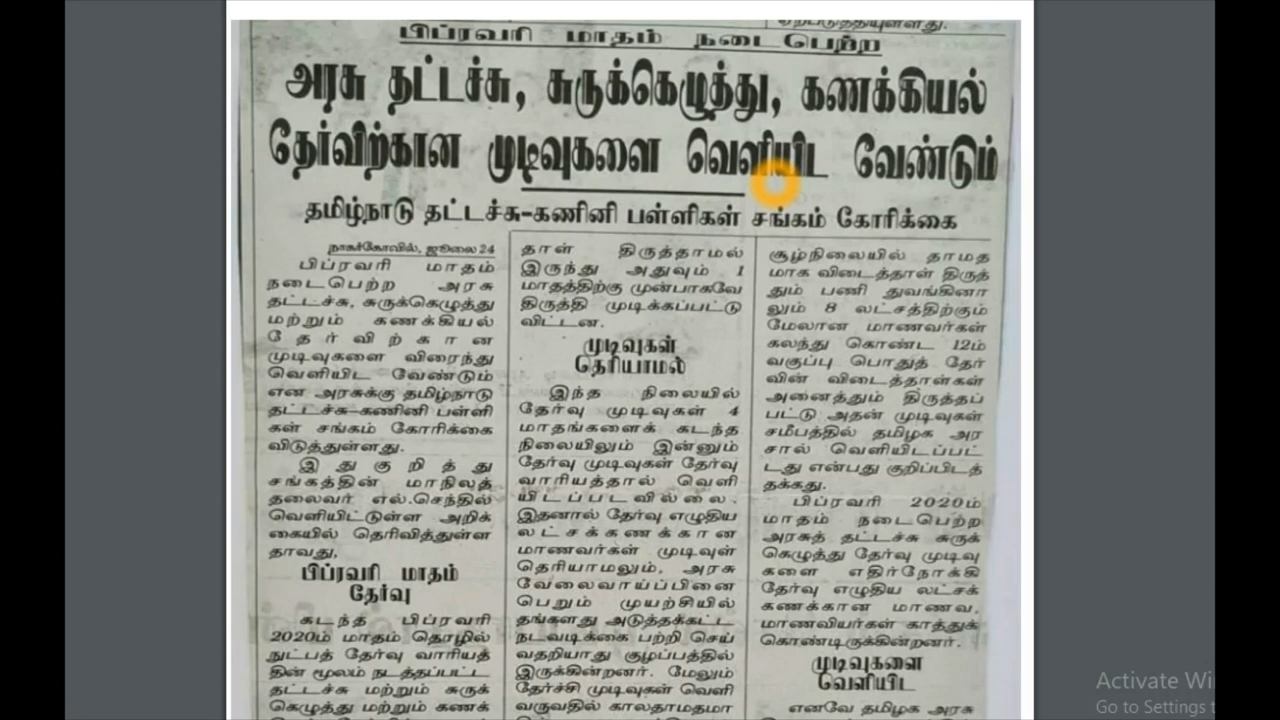 ஏற்படுத்தியுள்ளது.
பிப்ரவரி மாதம் நடைபெற்ற
அரசு தட்டச்சு, சுருக்கெழுத்து, கணக்கியல்
தேர்விற்கான முடிவுகளை வெளியிட வேண்டும்
தமிழ்நாடு தட்டச்சு-கணினி பள்ளிகள் சங்கம் கோரிக்கை
நாகர்கோவில், ஜூலை 24
பிப்ரவரி மாதம்
நடைபெற்ற அரசு
தட்டச்சு, சுருக்கெழுத்து
மற்றும் கணக்கியல்
தேர்விற்கான
முடிவுகளை விரைந்து
வெளியிட வேண்டும்
என அரசுக்கு தமிழ்நாடு
தட்டச்சு-கணினி பள்ளி
கள் சங்கம் கோரிக்கை
விடுத்துள்ளது.
இதுகுறித்து
சங்கத்தின் மாநிலத்
தலைவர் எல்.செந்தில்
வெளியிட்டுள்ள அறிக்
கையில் தெரிவித்துள்ள
தாவது,
பிப்ரவரி மாதம்
தேர்வு
கடந்த பிப்ரவரி
2020ம் மாதம் தொழில்
நுட்பத் தேர்வு வாரியத்
தின் மூலம் நடத்தப்பட்ட
தட்டச்சு மற்றும் சுருக்
கெழுத்து மற்றும் கணக்
தாள் திருத்தாமல்
இருந்து அதுவும் 1
மாதத்திற்கு முன்பாகவே
திருத்தி முடிக்கப்பட்டு
விட்டன.
முடிவுகள்
தெரியாமல்
இந்த நிலையில்
தேர்வு முடிவுகள் 4
மாதங்களைக் கடந்த
நிலையிலும் இன்னும்
தேர்வு முடிவுகள் தேர்வு
வாரியத்தால் வெளி
யிடப்படவில்லை.
இதனால் தேர்வு எழுதிய
லட்சக்கணக்கான
மாணவர்கள் முடிவுள்
தெரியாமலும், அரசு
வேலைவாய்ப்பினை
பெறும் முயற்சியில்
தங்களது அடுத்தக்கட்ட
நடவடிக்கை பற்றி செய்
வதறியாது குழப்பத்தில்
இருக்கின்றனர். மேலும்
தேர்ச்சி முடிவுகள் வெளி
வருவதில் காலதாமதமா
சூழ்நிலையில் தாமத
மாக விடைத்தாள் திருத்
தும் பணி துவங்கினா
லும் 8 லட்சத்திற்கும்
மேலான மாணவர்கள்
கலந்து கொண்ட 12ம்
வகுப்பு பொதுத் தேர்
வின் விடைத்தாள்கள்
அனைத்தும் திருத்தப்
பட்டு அதன் முடிவுகள்
சமீபத்தில் தமிழக அர
சால் வெளியிடப்பட்
டது என்பது குறிப்பிடத்
தக்கது.
பிப்ரவரி 2020ம்
மாதம் நடைபெற்ற
அரசுத் தட்டச்சு சுருக்
கெழுத்து தேர்வு முடிவு
களை எதிர்நோக்கி
தேர்வு எழுதிய லட்சக்
கணக்கான மாணவ,
மாணவியர்கள் காத்துக்
கொண்டிருக்கின்றனர்.
முடிவுகளை
வெளியிட
எனவே தமிழக அரசு
Activate Wi
Go to Settings t